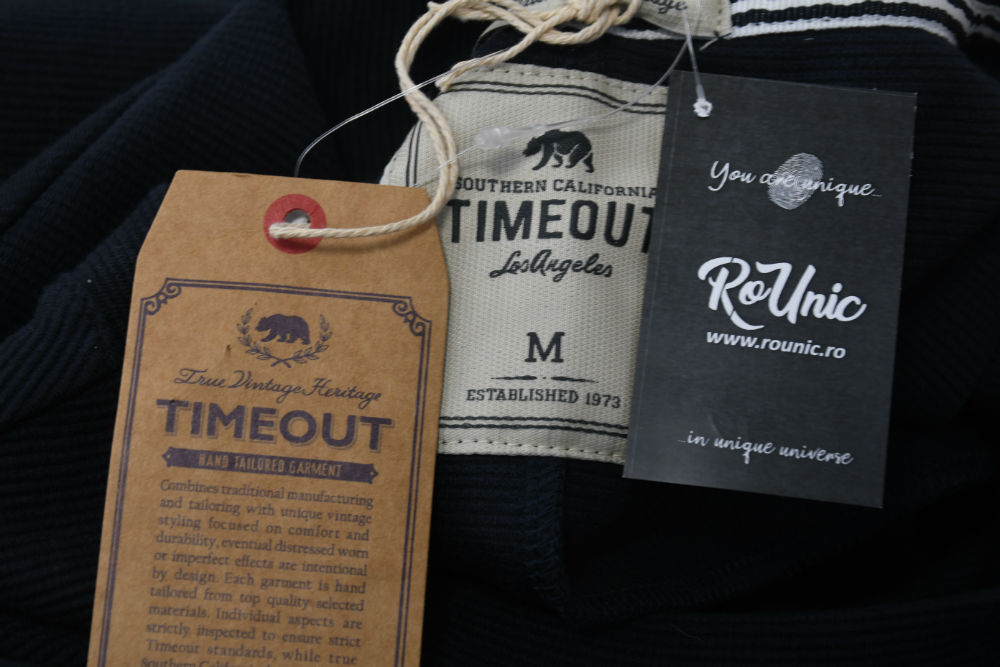 True Vintage Heritage
TIMEOUT
HAND TAILORED GARMENT
Combines traditional manufacturing
and tailoring with unique vintage
styling focused on comfort and
durability, eventual distressed worn
or imperfect effects are intentional
by design. Each garment is hand
tailored from top quality selected
materials. Individual aspects are
strictly inspected to ensure strict
Timeout standards, while true
Southern
SOUTHERN CALIFORNIA
TIMEOUT
Los Angeles
M
ESTABLISHED 1973
You are unique...
RoUnic
www.rounic.ro
...in unique universe